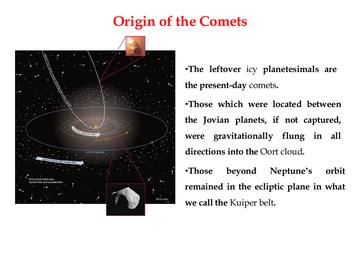 Origin of the Comets
•The leftover icy planetesimals are
the present-day comets.
•Those which were located between
the Jovian planets, if not captured,
were gravitationally flung in all
directions into the Oort cloud.
•Those beyond Neptune's orbit
remained in the ecliptic plane in what
we call the Kuiper belt.